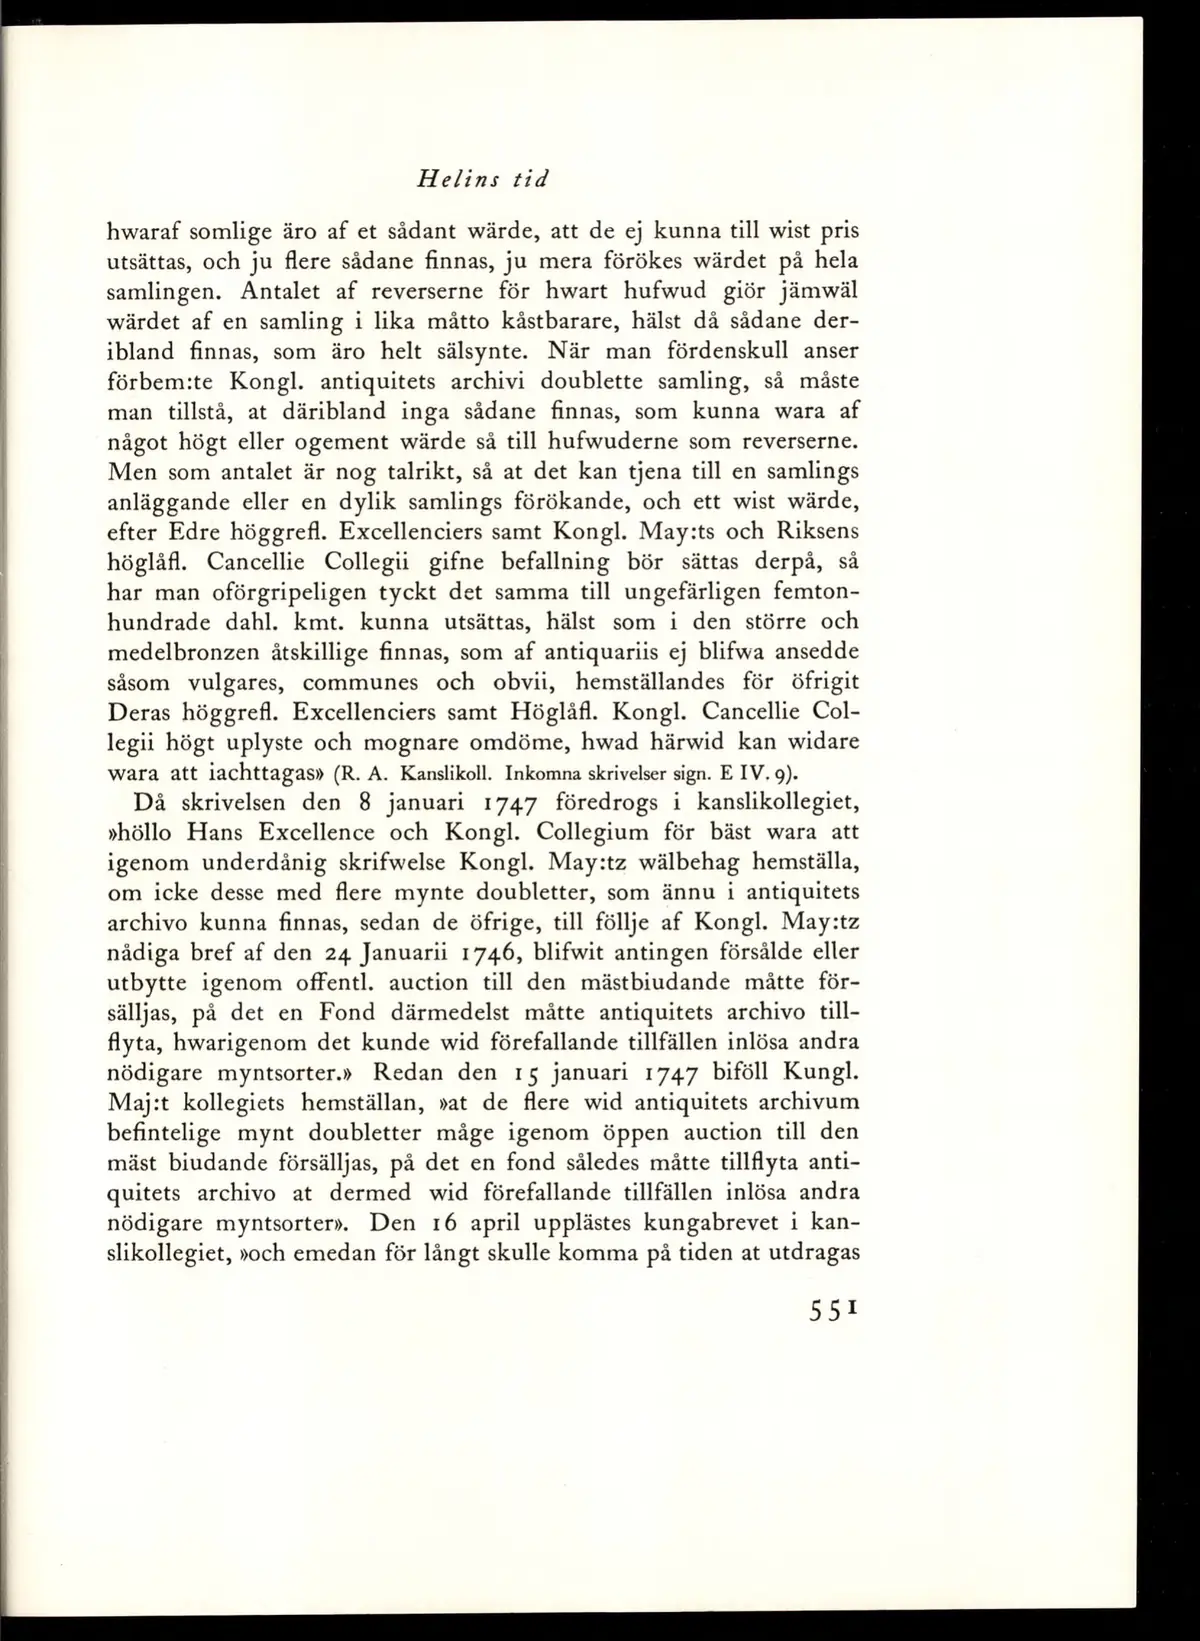 Helins tid
hwaraf somlige äro af et sådant wärde, att de ej kunna till wist pris
utsättas, och ju flere sådane finnas, ju mera förökes wärdet på hela
samlingen. Antalet af reverserne för hwart hufwud giör jämwäl
wärdet af en samling i lika måtto kåstbarare, hälst då sådane der-
ibland finnas, som äro helt sälsynte. När man fördenskull anser
förbem:te Kongl. antiquitets archivi doublette samling, så måste
man tillstå, at däribland inga sådane finnas, som kunna wara af
något högt eller ogement wärde så till hufwuderne som reverserne.
Men som antalet är nog talrikt, så at det kan tjena till en samlings
anläggande eller en dylik samlings förökande, och ett wist wärde,
efter Edre höggrefl. Excellenciers samt Kongl. May:ts och Riksens
höglåfl. Cancellie Collegii gifne befallning bör sättas derpå, så
har man oförgripeligen tyckt det samma till ungefärligen femton-
hundrade dahl. kmt. kunna utsättas, hälst som i den större och
medelbronzen åtskillige finnas, som af antiquariis ej blifwa ansedde
såsom vulgares, communes och obvii, hemställandes för öfrigit
Deras höggrefl. Excellenciers samt Höglåfl. Kongl. Cancellie Col-
legii högt uplyste och mognare omdöme, hwad härwid kan widare
wara att iachttagas» (R. A. Kanslikoll. Inkomna skrivelser sign. E IV. 9).
Då skrivelsen den 8 januari 1747 föredrogs i kanslikollegiet,
»höllo Hans Excellence och Kongl. Collegium för bäst wara att
igenom underdånig skrifwelse Kongl. May:tz wälbehag hemställa,
om icke desse med flere mynte doubletter, som ännu i antiquitets
archivo kunna finnas, sedan de öfrige, till föllje af Kongl. May:tz
nådiga bref af den 24 Januarii 1746, blifwit antingen försålde eller
utbytte igenom offentl. auction till den mästbiudande måtte för-
sälljas, på det en Fond därmedelst måtte antiquitets archivo till-
flyta, hwarigenom det kunde wid förefallande tillfällen inlösa andra
nödigare myntsorter.» Redan den 15 januari 1747 biföll Kungl.
Maj:t kollegiets hemställan, »at de flere wid antiquitets archivum
befintelige mynt doubletter måge igenom öppen auction till den
mäst biudande försälljas, på det en fond således måtte tillflyta anti-
quitets archivo at dermed wid förefallande tillfällen inlösa andra
nödigare myntsorter». Den 16 april upplästes kungabrevet i kan-
slikollegiet, »och emedan för långt skulle komma på tiden at utdragas
551